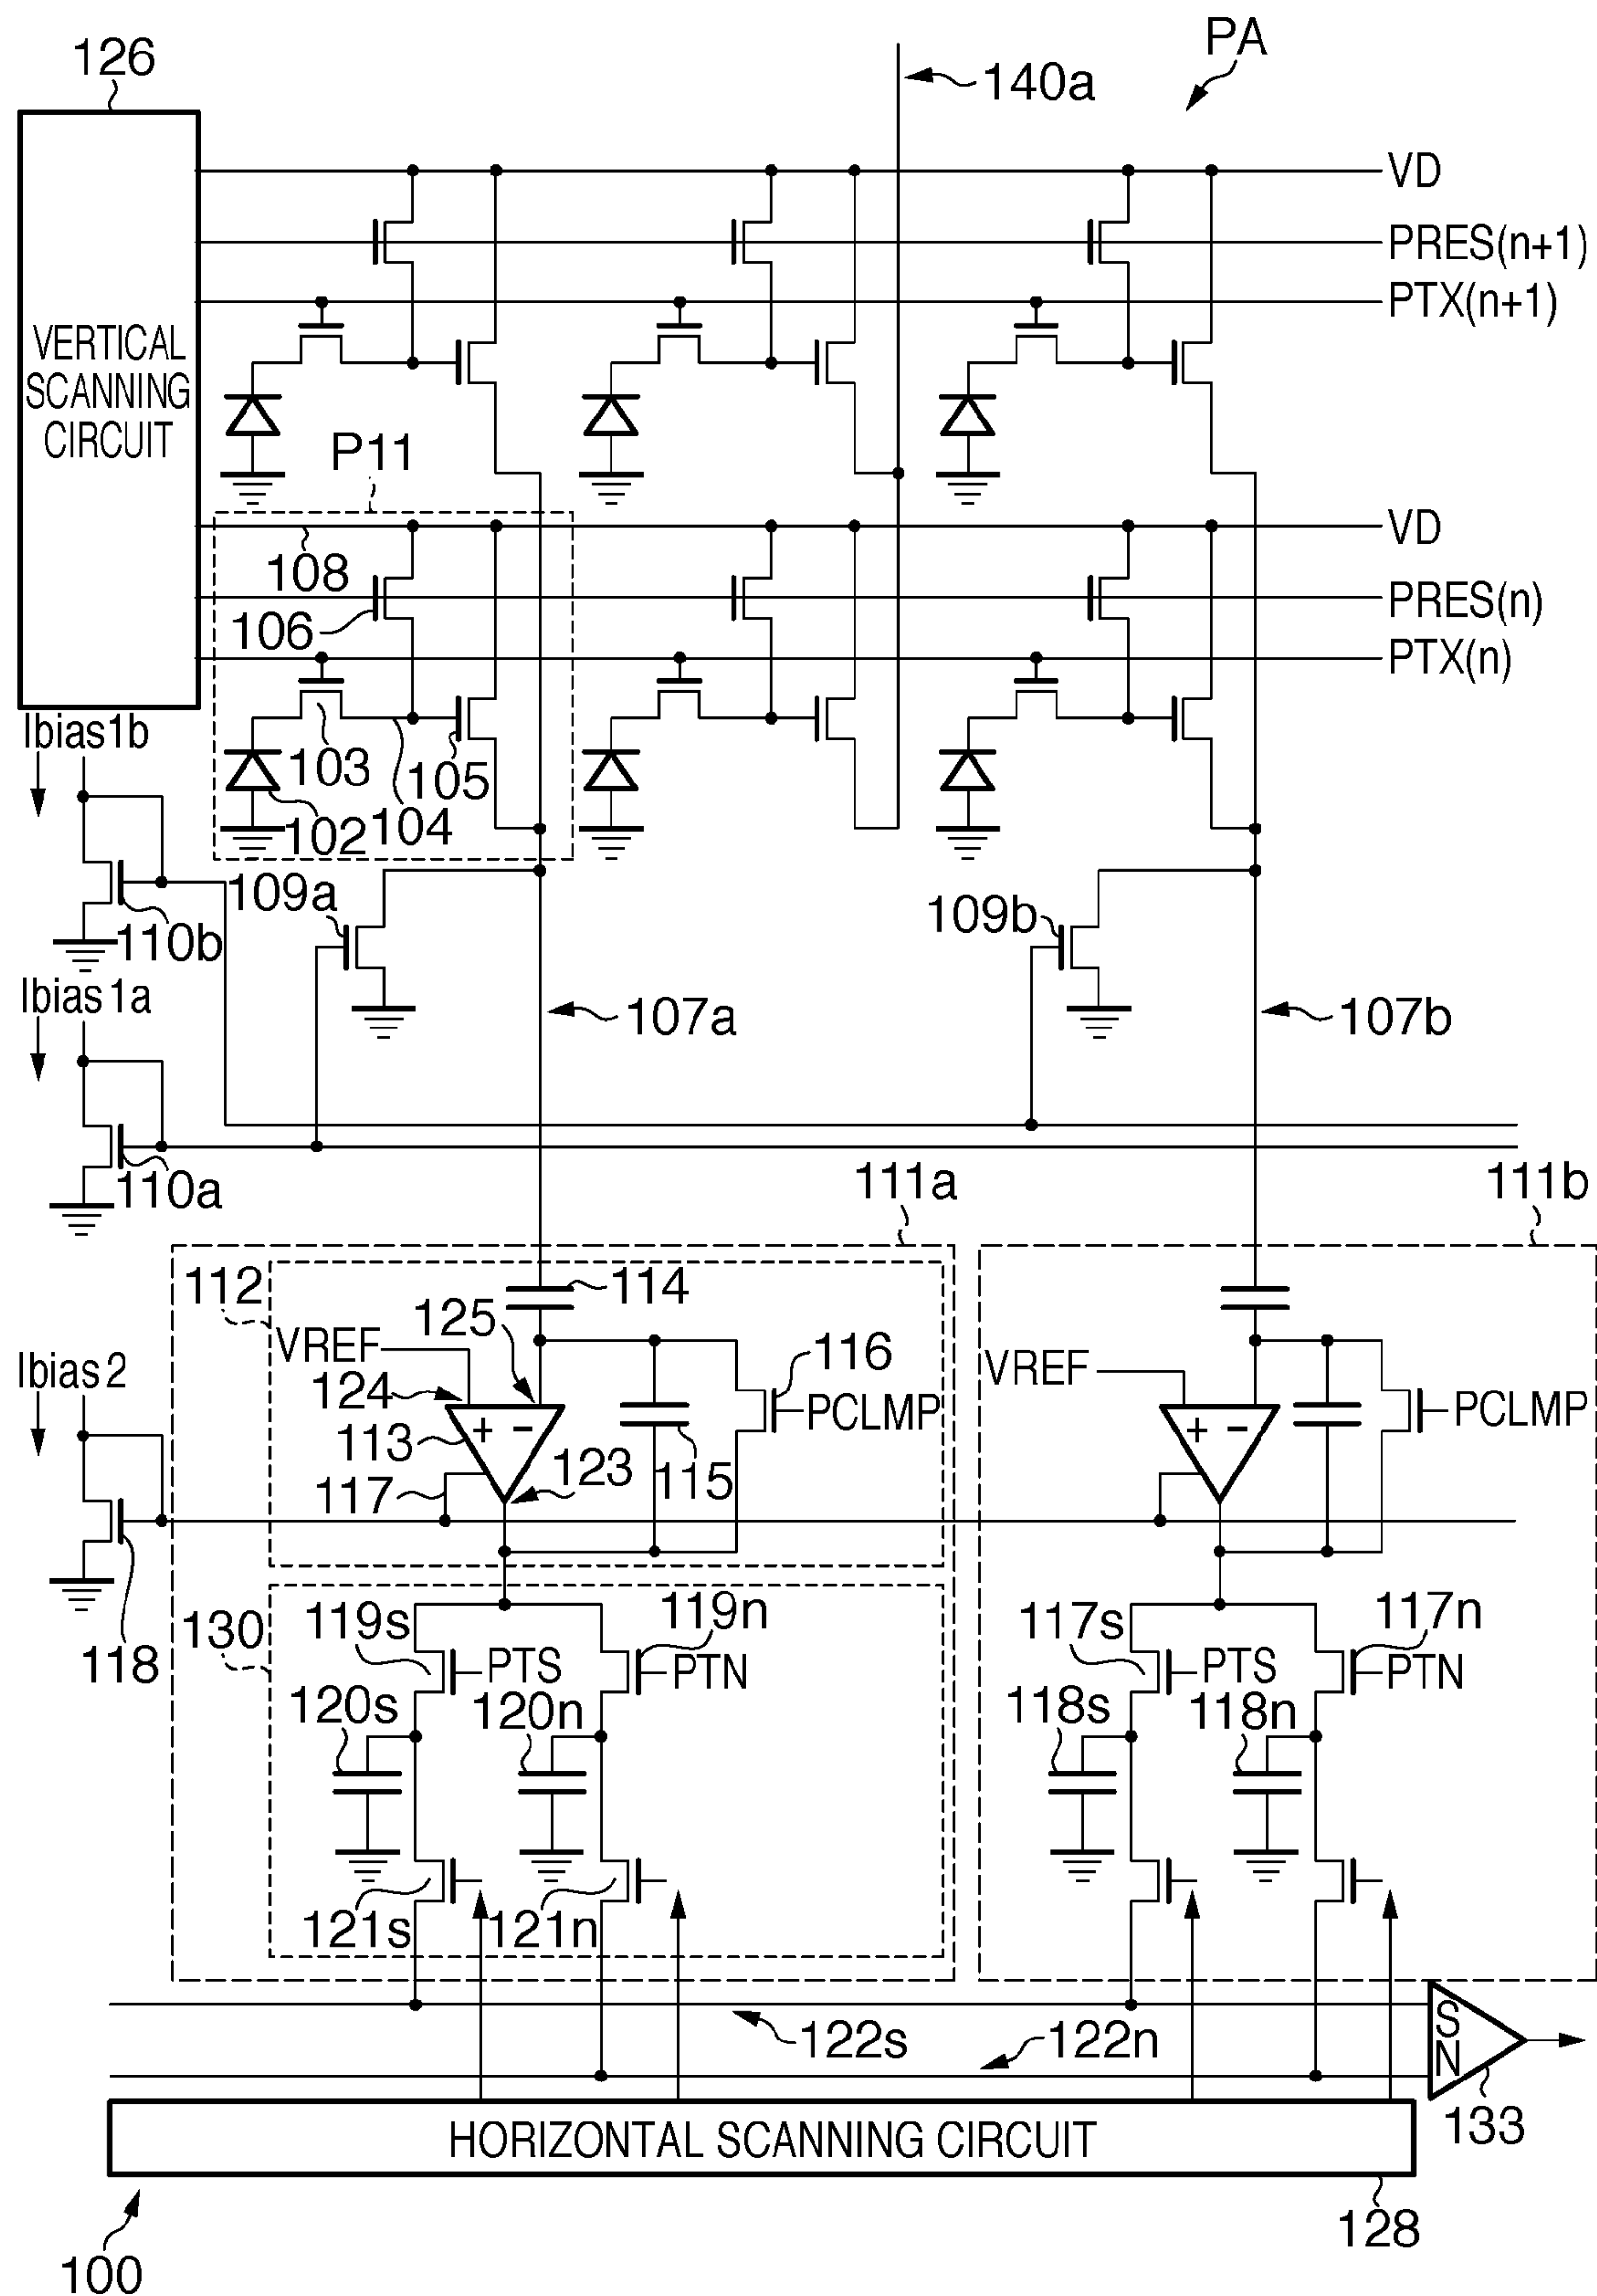 PA
126
140a
VD
PRES(n+1)
PTX(n+1)
VERTICAL
SCANNING
CIRCUIT
P11
VD
108
PRES(n)
106
PTX(n)
Ibias1b
103
105
102
104
109a
109b
110b
Ibias1a
107a
107b
110a
111a
111b
112
114
125
VREF
116
VREF
Ibias2
124
PCLMP
PCLMP
+ −
+ −
113
123
115
117
119s
119n
117s
117n
130
118
PTS
PTN
PTS
PTN
120s
120n
118s
118n
121s
121n
S
122s
122n
N
133
HORIZONTAL SCANNING CIRCUIT
128
100